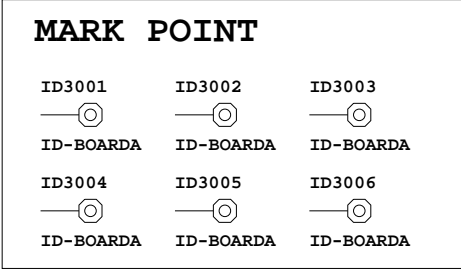 MARK POINT
ID3001 ID3002 ID3003
ID-BOARDA ID-BOARDA ID-BOARDA
ID3004 ID3005 ID3006
ID-BOARDA ID-BOARDA ID-BOARDA